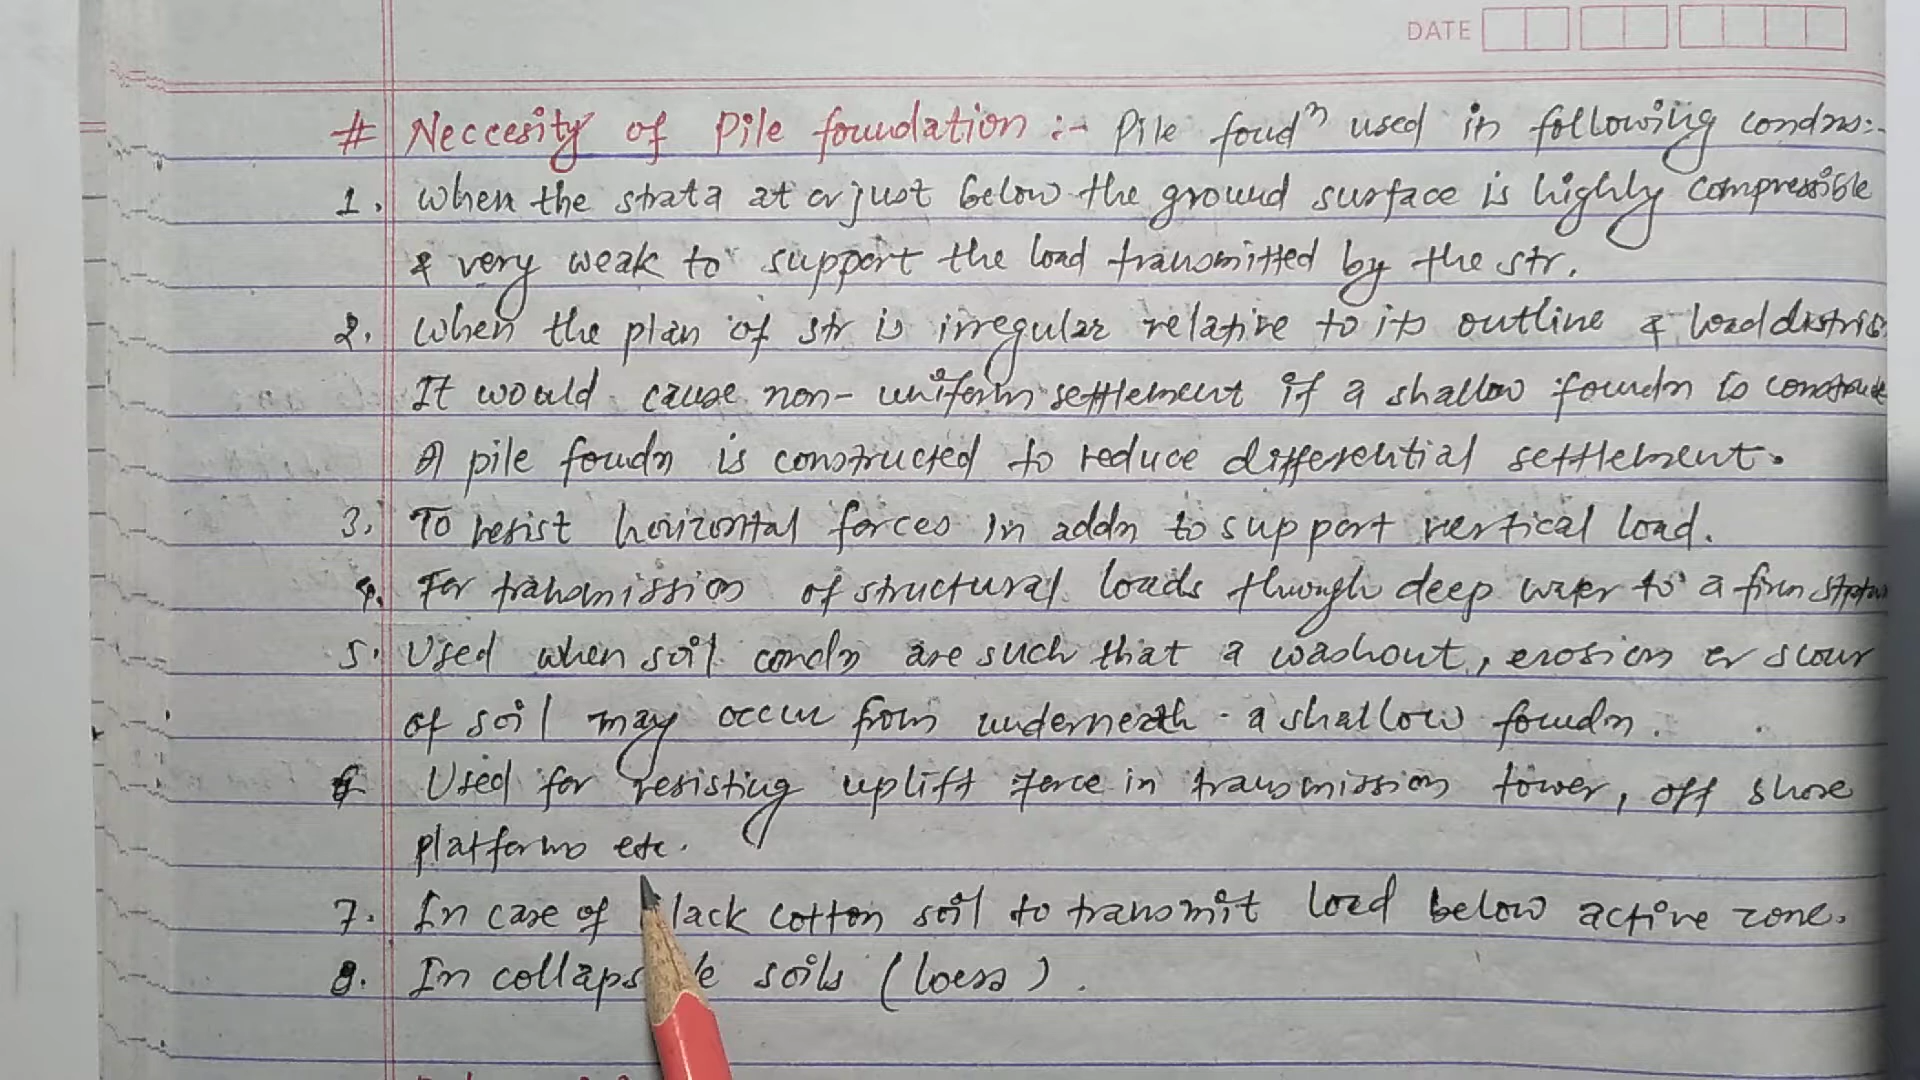 DATE
# Neccesity of Pile foundation :- Pile foudn used in following condns:-
1. When the strata at or just below the ground surface is highly compressible
& very weak to support the load transmitted by the str.
2. When the plan of str is irregular relative to its outline & load distrib
It would cause non-uniform settlement if a shallow foundn is constructe
A pile foudn is constructed to reduce differential settlement.
3. To resist horizontal forces in addn to support vertical load.
4. For transmission of structural loads through deep water to a firm stratum
5. Used when soil condn are such that a washout, erosion or scour
of soil may occur from underneath a shallow foudn.
6 Used for resisting uplift force in transmission tower, off shore
platforms etc.
7. In case of lack cotton soil to transmit load below active zone.
8. In collaps le soils (loess).